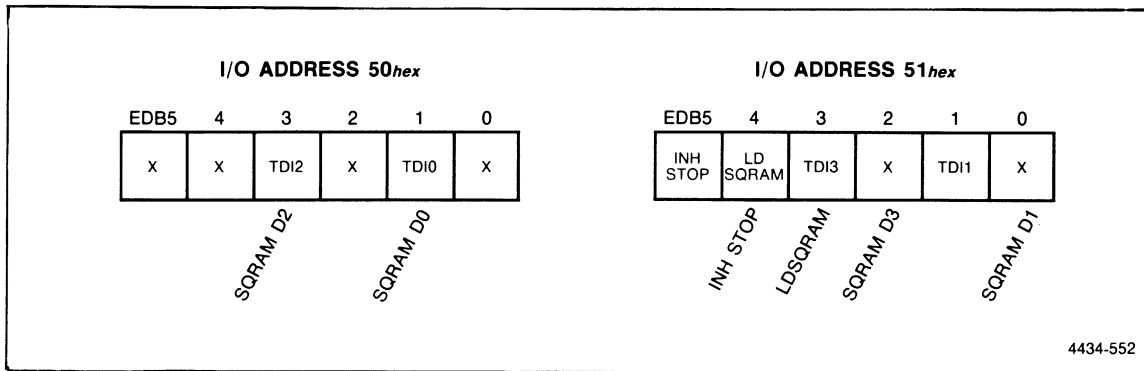 I/O ADDRESS 50hex
EDB5 4 3 2 1 0
X X TDI2 X TDI0 X
SQRAM D2
SQRAM D0
I/O ADDRESS 51hex
EDB5 4 3 2 1 0
INH STOP LD SQRAM TDI3 X TDI1 X
INH STOP
LDSQRAM
SQRAM D3
SQRAM D1
4434-552